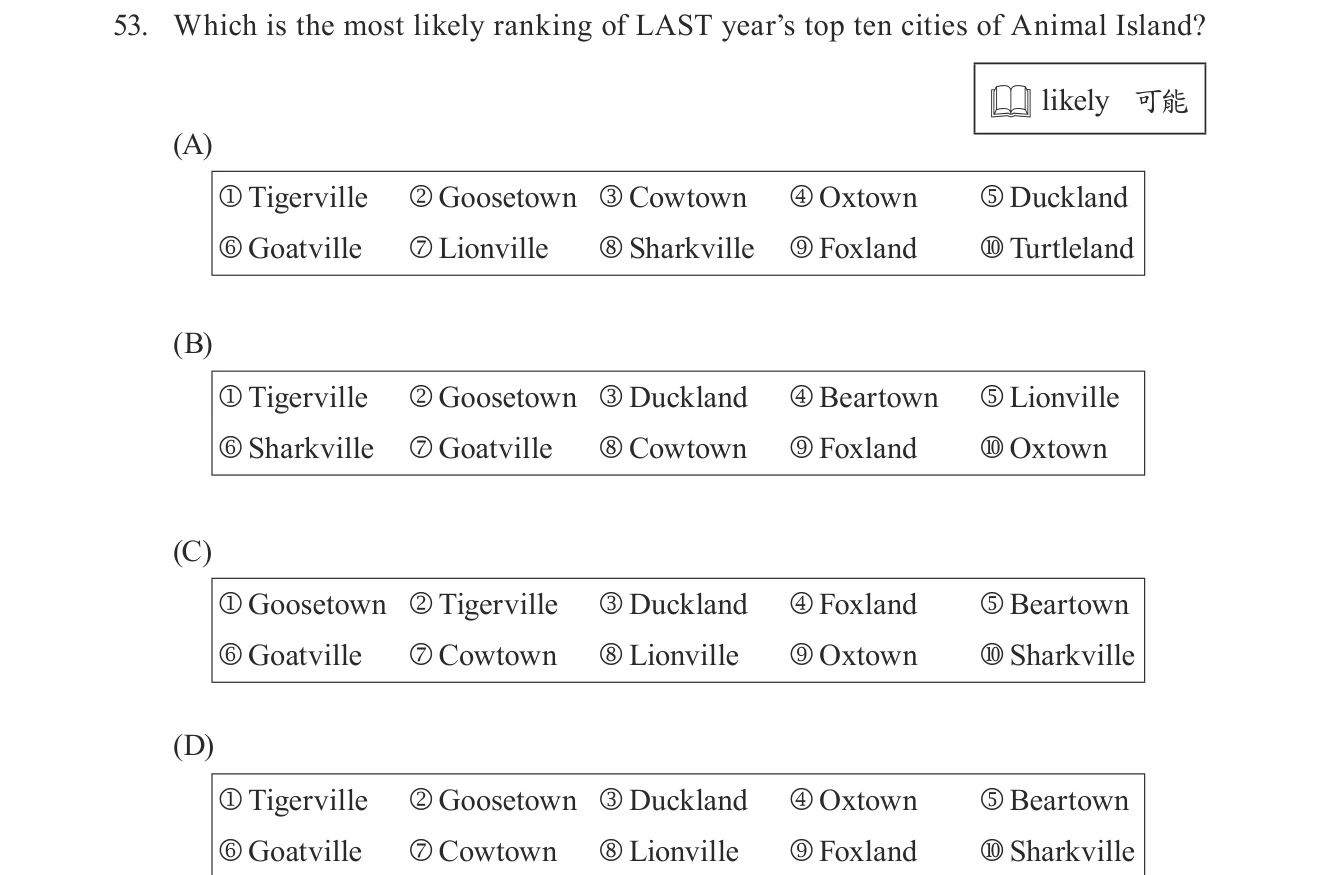 53. Which is the most likely ranking of LAST year's top ten cities of Animal Island?
likely 可能
(A)
① Tigerville ② Goosetown ③ Cowtown ④ Oxtown ⑤ Duckland
⑥ Goatville ⑦ Lionville ⑧ Sharkville ⑨ Foxland ⑩ Turtleland
(B)
① Tigerville ② Goosetown ③ Duckland ④ Beartown ⑤ Lionville
⑥ Sharkville ⑦ Goatville ⑧ Cowtown ⑨ Foxland ⑩ Oxtown
(C)
① Goosetown ② Tigerville ③ Duckland ④ Foxland ⑤ Beartown
⑥ Goatville ⑦ Cowtown ⑧ Lionville ⑨ Oxtown ⑩ Sharkville
(D)
① Tigerville ② Goosetown ③ Duckland ④ Oxtown ⑤ Beartown
⑥ Goatville ⑦ Cowtown ⑧ Lionville ⑨ Foxland ⑩ Sharkville